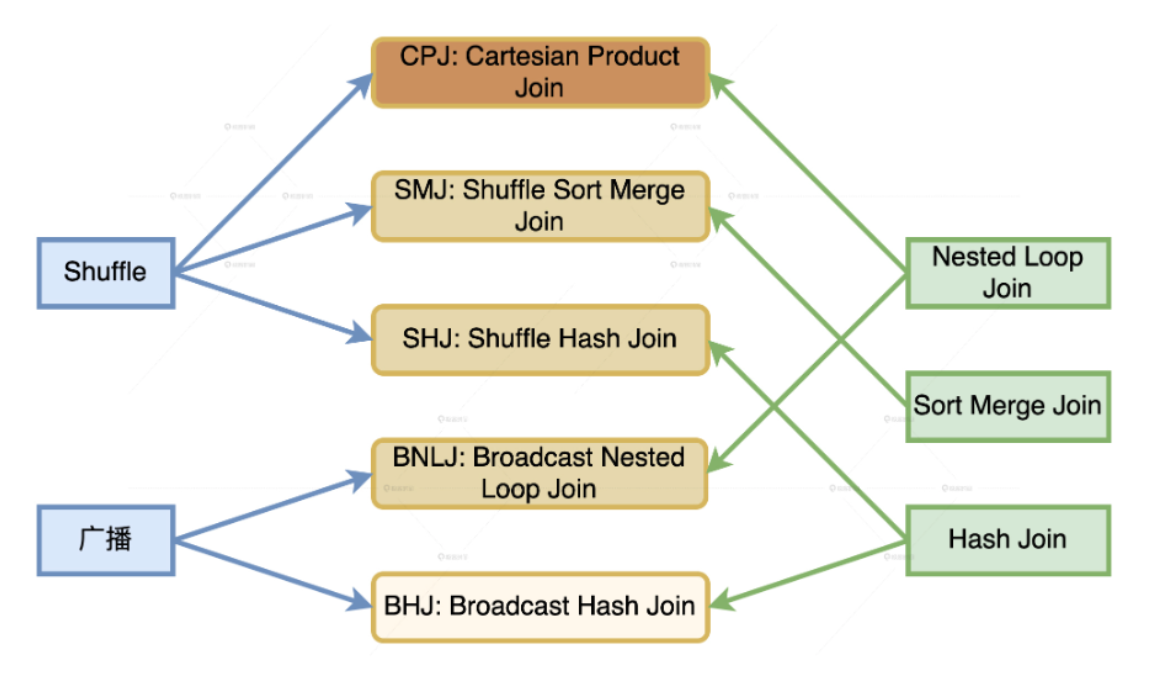 CPJ: Cartesian Product
Join
SMJ: Shuffle Sort Merge
Join
Shuffle
Nested Loop
Join
SHJ: Shuffle Hash Join
Sort Merge Join
BNLJ: Broadcast Nested
Loop Join
广播
Hash Join
BHJ: Broadcast Hash Join